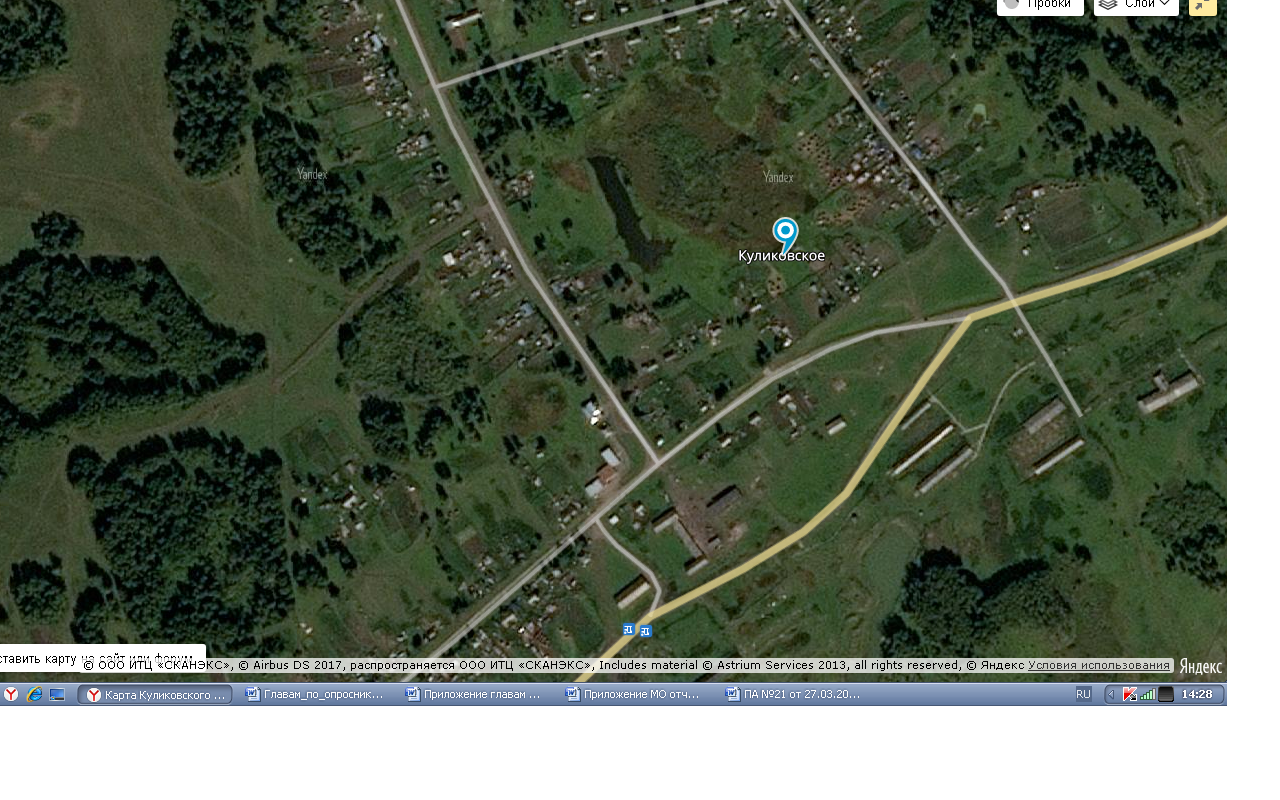 Пробки
Слои
Yandex
Yandex
Куликовское
ставить карту на сайт или форум
© ООО ИТЦ «СКАНЭКС», © Airbus DS 2017, распространяется ООО ИТЦ «СКАНЭКС», Includes material © Astrium Services 2013, all rights reserved, © Яндекс Условия использования
Яндекс
Карта Куликовского ...
Главам_по_опросник...
Приложение главам ...
Приложение МО отч...
ПА №21 от 27.03.20...
RU
14:28